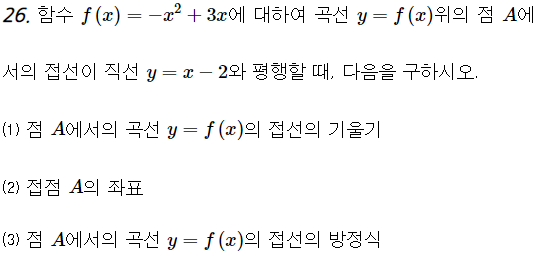 26. 함수 f(x)=-x²+3x에 대하여 곡선 y=f(x)위의 점 A에
서의 접선이 직선 y=x-2와 평행할 때, 다음을 구하시오.
(1) 점 A에서의 곡선 y=f(x)의 접선의 기울기
(2) 접점 A의 좌표
(3) 점 A에서의 곡선 y=f(x)의 접선의 방정식